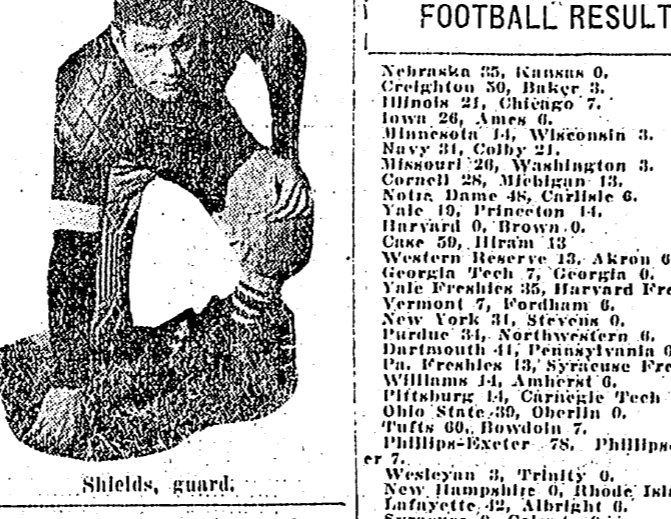 Shields, guard.
FOOTBALL RESULT
Nebraska 35, Kansas 0.
Creighton 50, Baker 3.
Illinois 21, Chicago 7.
Iowa 26, Ames 6.
Minnesota 14, Wisconsin 3.
Navy 31, Colby 21.
Missouri 26, Washington 3.
Cornell 28, Michigan 13.
Notre Dame 48, Carlisle 6.
Yale 19, Princeton 14.
Harvard 0, Brown 0.
Case 59, Hiram 13
Western Reserve 13, Akron 6
Georgia Tech 7, Georgia 0.
Yale Freshies 35, Harvard Fre
Vermont 7, Fordham 6.
New York 31, Stevens 0.
Purdue 34, Northwestern 6.
Dartmouth 41, Pennsylvania 0
Pa. Freshies 13, Syracuse Fre
Williams 14, Amherst 6.
Pittsburg 14, Carnegie Tech
Ohio State 39, Oberlin 0.
Tufts 60, Bowdoin 7.
Phillips-Exeter 78, Phillips-
er 7.
Wesleyan 3, Trinity 0.
New Hampshire 0, Rhode Isl
Lafayette 42, Albright 0.